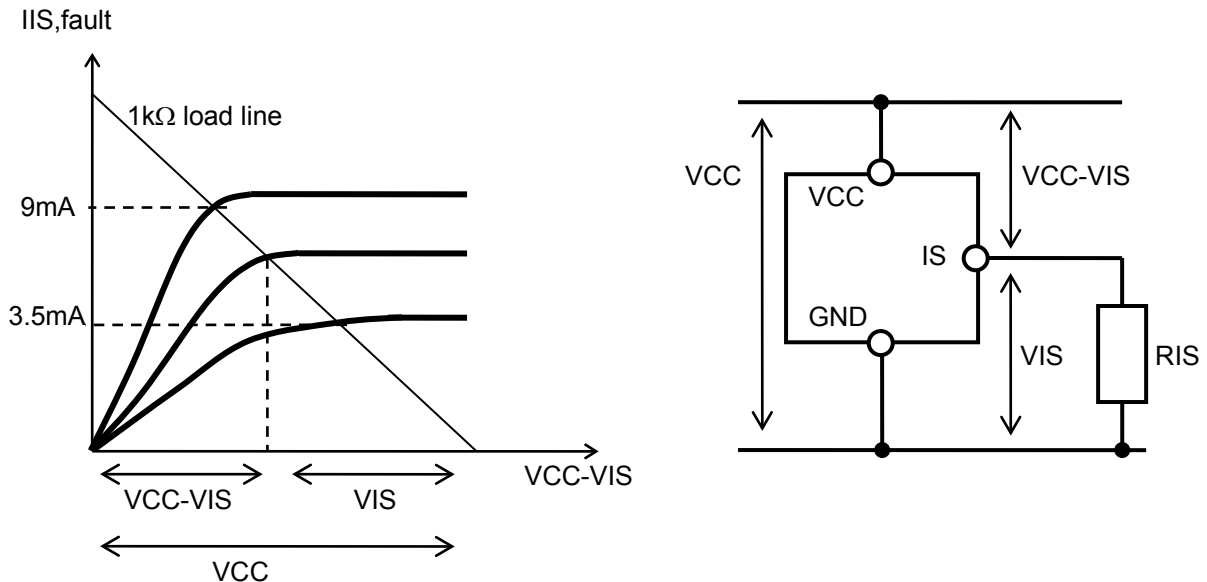 IIS,fault
1kΩ load line
9mA
3.5mA
VCC-VIS
VCC-VIS
VIS
VCC
VCC
VCC
VCC-VIS
IS
GND
VIS
RIS